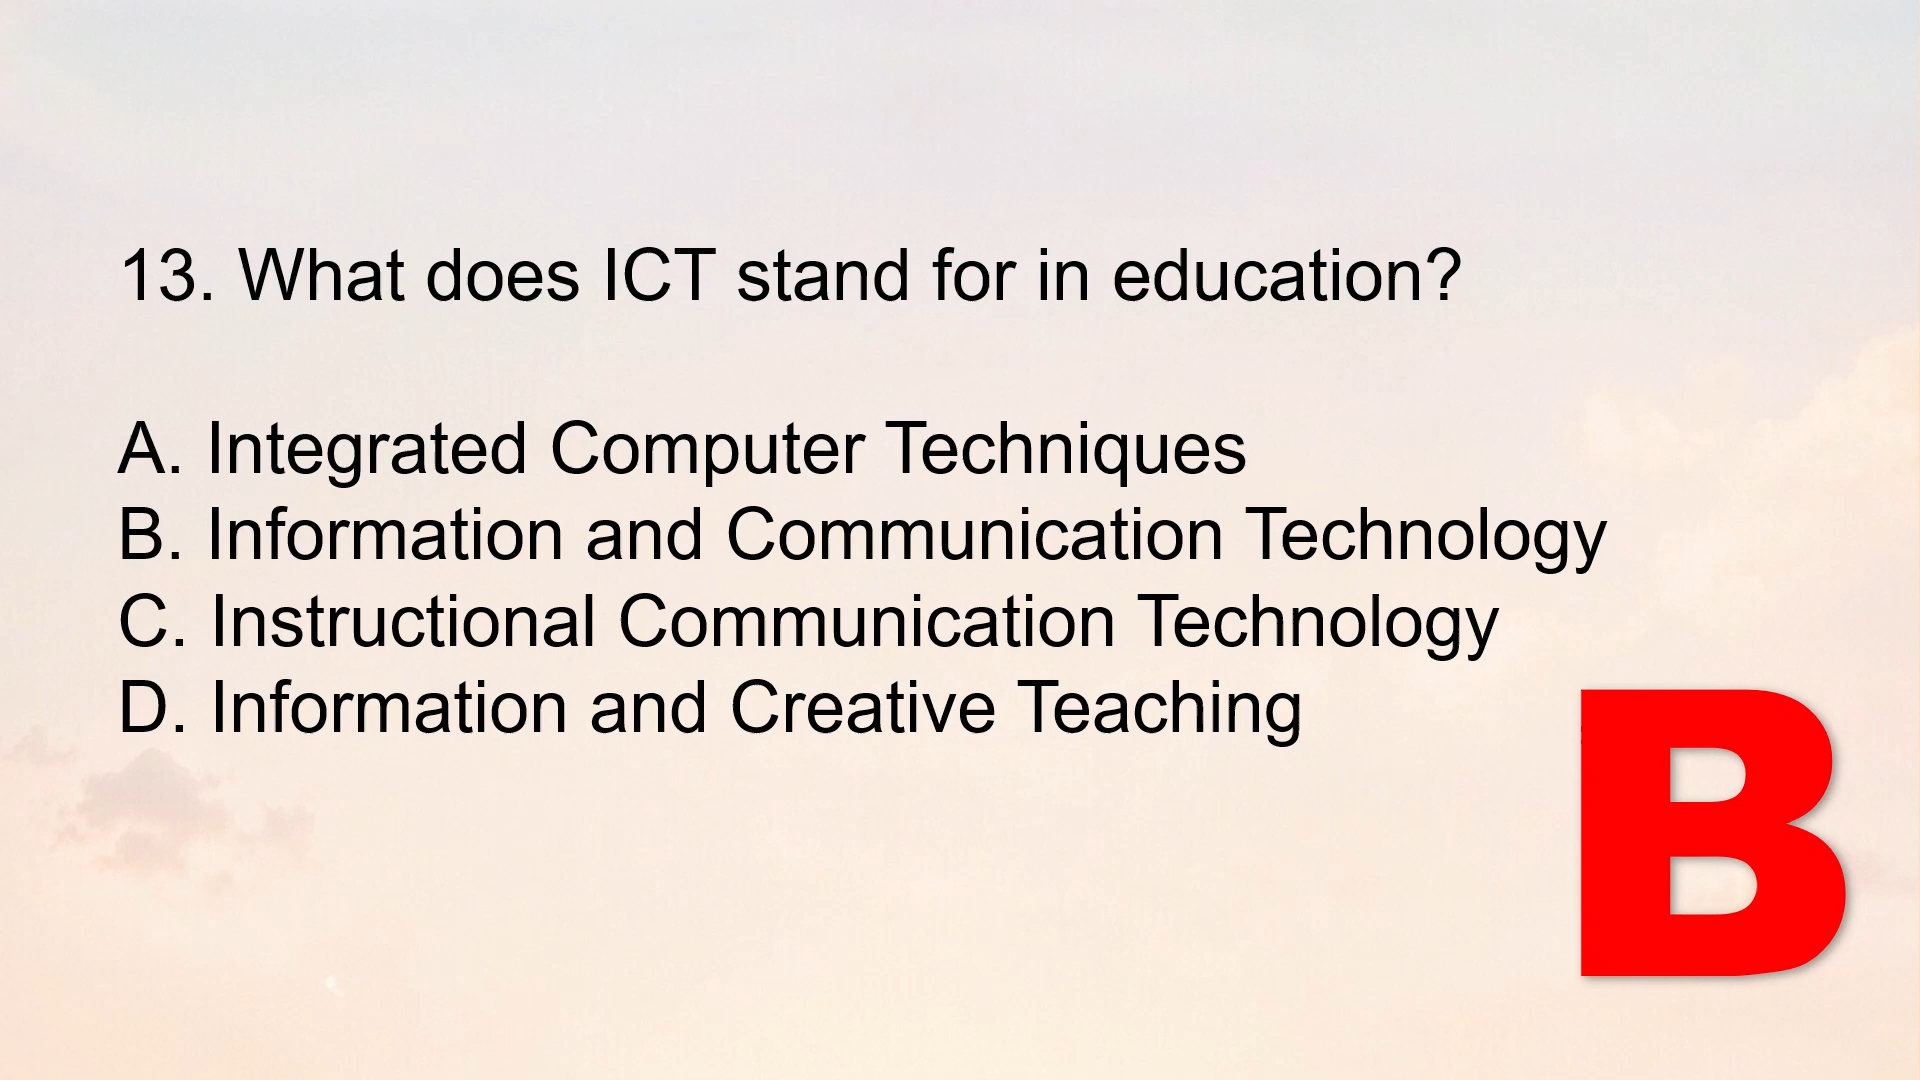 13. What does ICT stand for in education?
A. Integrated Computer Techniques
B. Information and Communication Technology
C. Instructional Communication Technology
D. Information and Creative Teaching
B